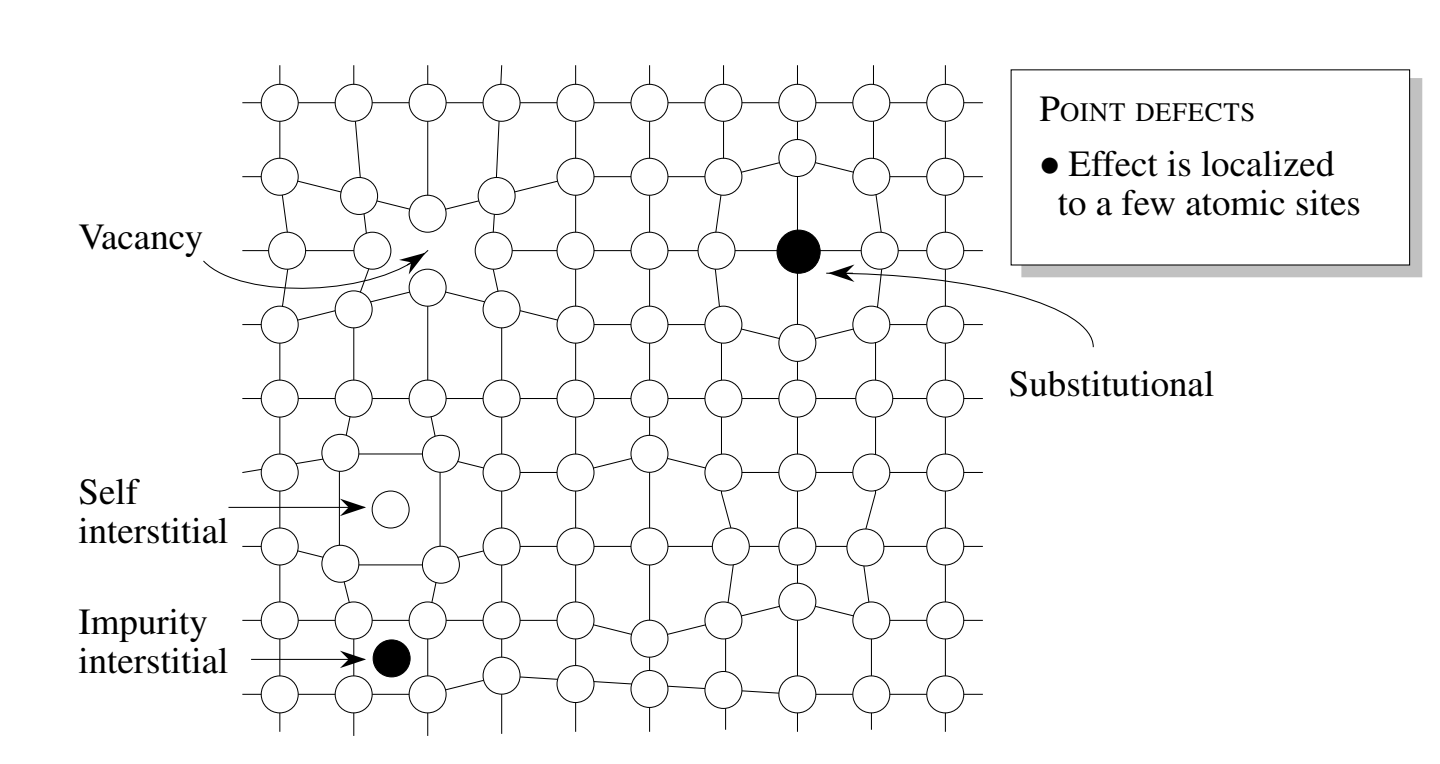 POINT DEFECTS
● Effect is localized
to a few atomic sites
Vacancy
Substitutional
Self
interstitial
Impurity
interstitial